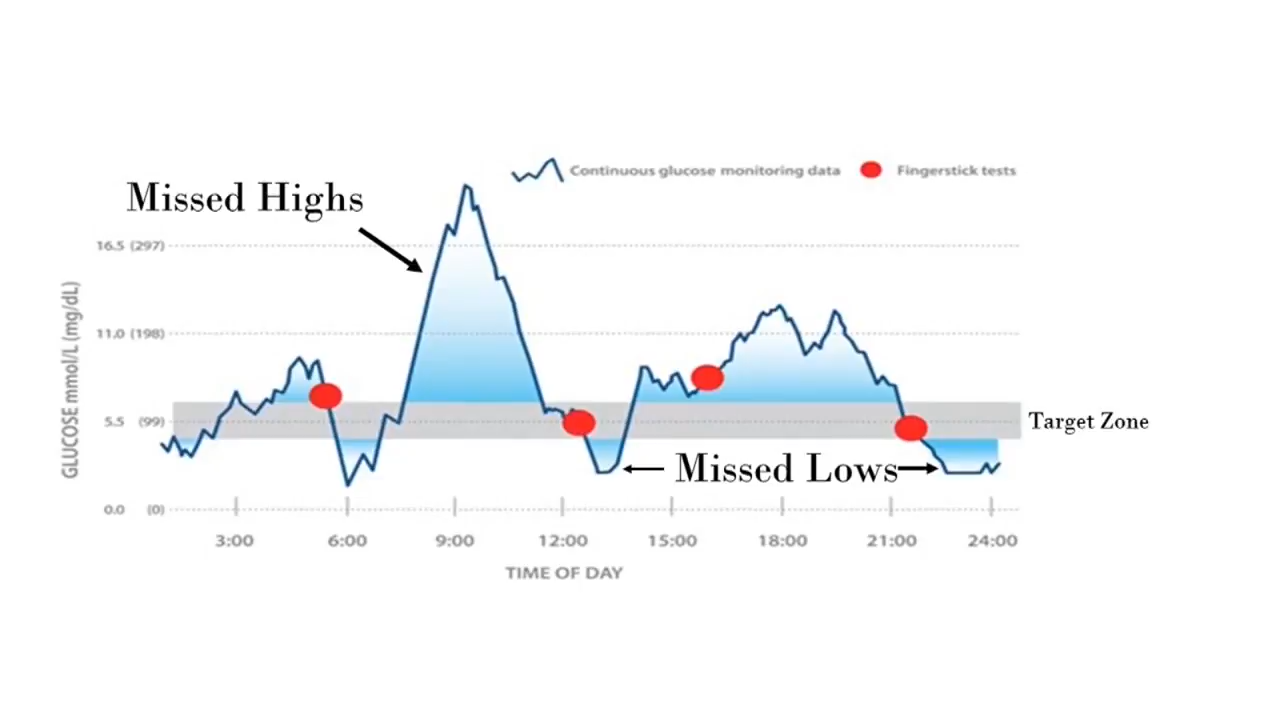 Continuous glucose monitoring data
Fingerstick tests
Missed Highs
16.5 (297)
11.0 (198)
5.5 (99)
0.0 (0)
GLUCOSE mmol/L (mg/dL)
Target Zone
Missed Lows
3:00 6:00 9:00 12:00 15:00 18:00 21:00 24:00
TIME OF DAY